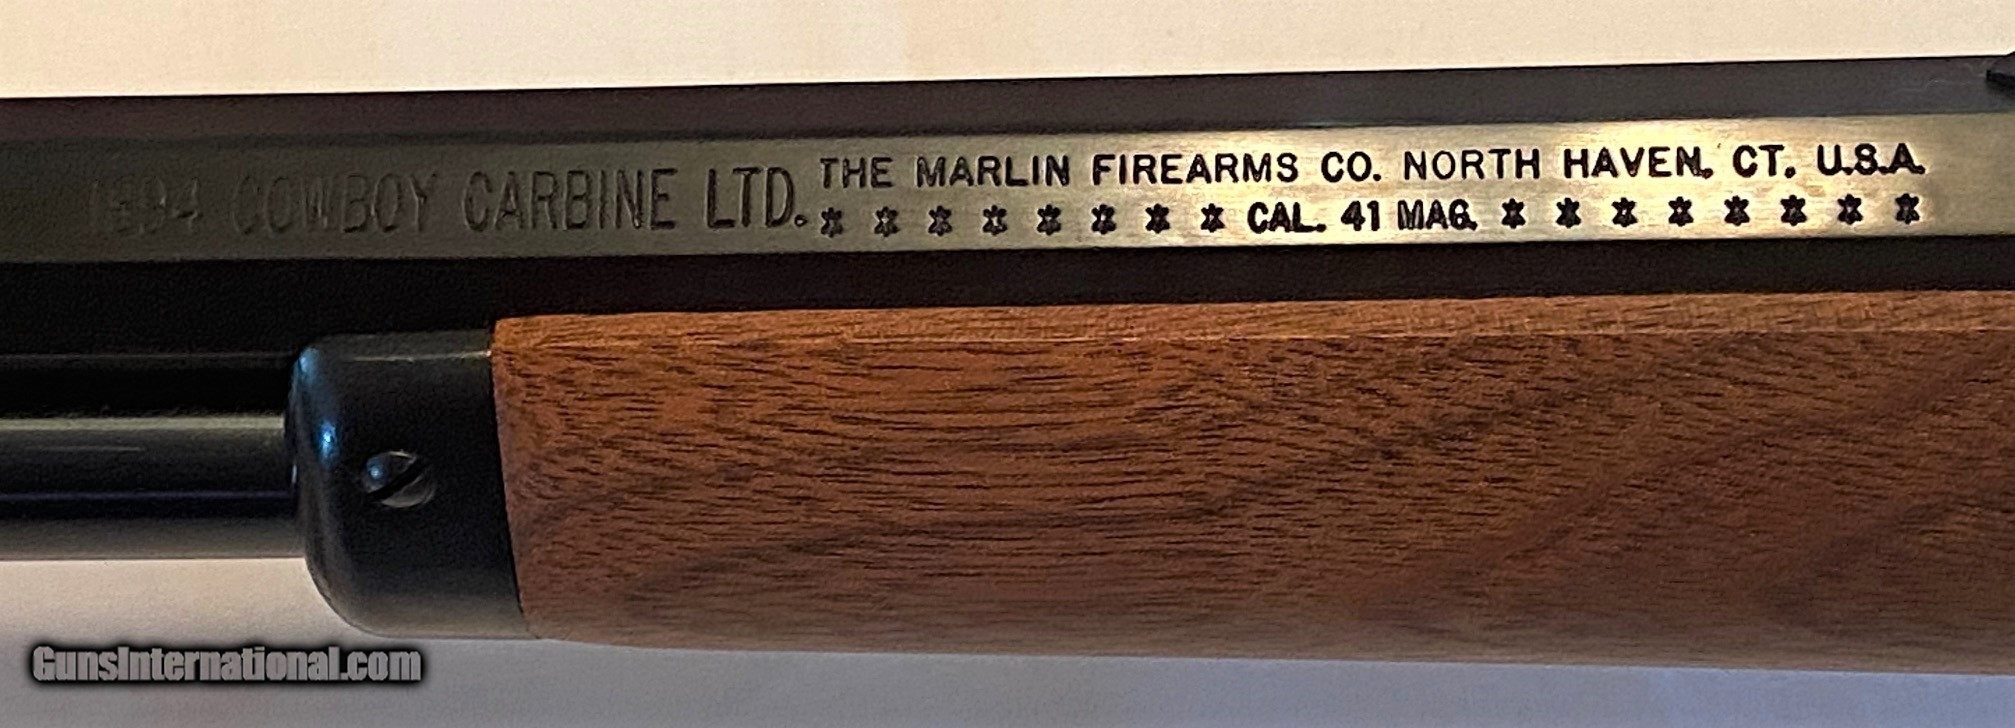 1894 COWBOY CARBINE LTD. THE MARLIN FIREARMS CO. NORTH HAVEN, CT. U.S.A.
✶ ✶ ✶ ✶ ✶ ✶ ✶ ✶ CAL. 41 MAG. ✶ ✶ ✶ ✶ ✶ ✶ ✶ ✶
GunsInternational.com